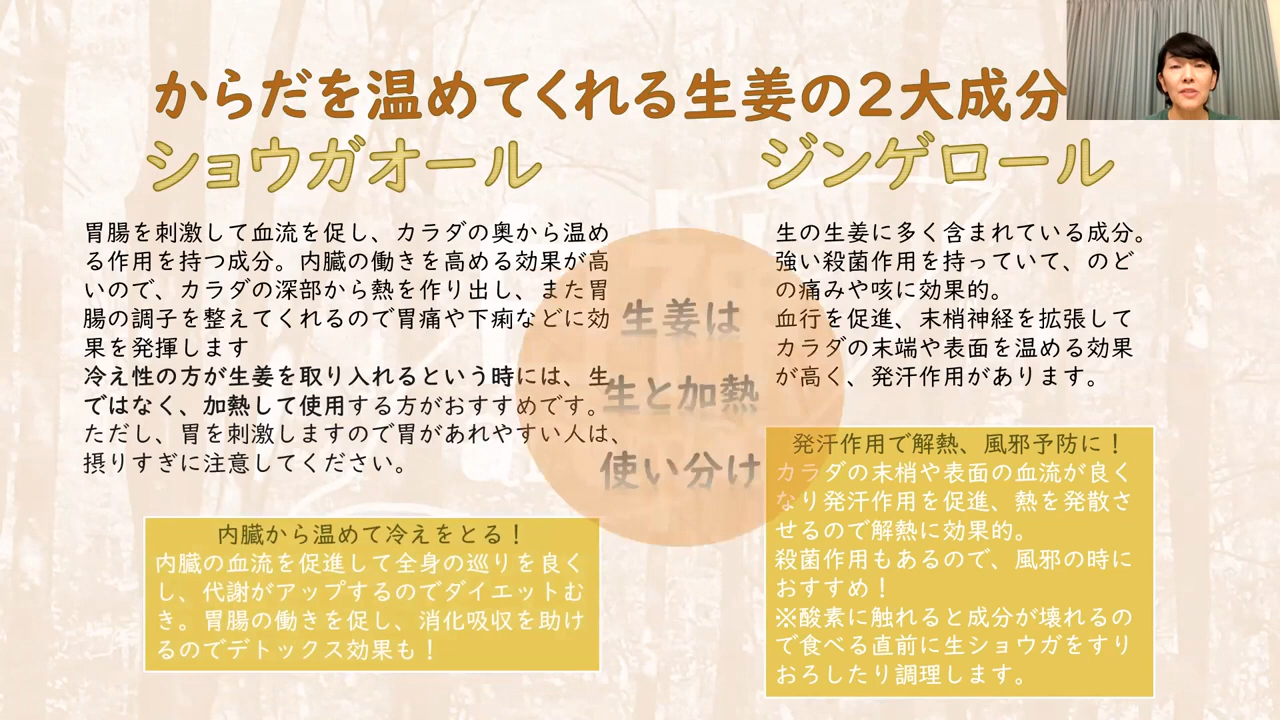 からだを温めてくれる生姜の2大成分
ショウガオール
胃腸を刺激して血流を促し、カラダの奥から温め
る作用を持つ成分。内臓の働きを高める効果が高
いので、カラダの深部から熱を作り出し、また胃
腸の調子を整えてくれるので胃痛や下痢などに効
果を発揮します
冷え性の方が生姜を取り入れるという時には、生
ではなく、加熱して使用する方がおすすめです。
ただし、胃を刺激しますので胃があれやすい人は、
摂りすぎに注意してください。
内臓から温めて冷えをとる！
内臓の血流を促進して全身の巡りを良く
し、代謝がアップするのでダイエットむ
き。胃腸の働きを促し、消化吸収を助け
るのでデトックス効果も！
生姜は
生と加熱
使い分け
ジンゲロール
生の生姜に多く含まれている成分。
強い殺菌作用を持っていて、のど
の痛みや咳に効果的。
血行を促進、末梢神経を拡張して
カラダの末端や表面を温める効果
が高く、発汗作用があります。
発汗作用で解熱、風邪予防に！
カラダの末梢や表面の血流が良く
なり発汗作用を促進、熱を発散さ
せるので解熱に効果的。
殺菌作用もあるので、風邪の時に
おすすめ！
※酸素に触れると成分が壊れるの
で食べる直前に生ショウガをすり
おろしたり調理します。